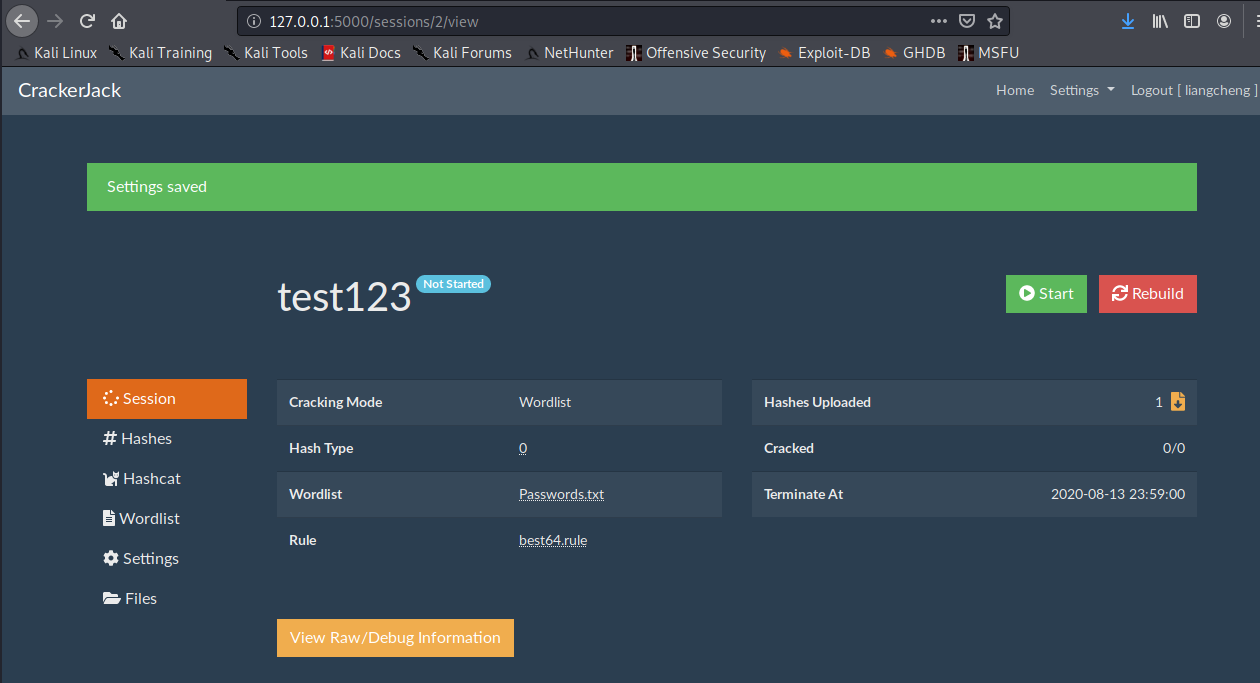 127.0.0.1:5000/sessions/2/view
Kali Linux Kali Training Kali Tools Kali Docs Kali Forums NetHunter Offensive Security Exploit-DB GHDB MSFU
CrackerJack Home Settings Logout [ liangcheng ]
Settings saved
test123 Not Started Start Rebuild
Session
Hashes
Hashcat
Wordlist
Settings
Files
Cracking Mode Wordlist
Hash Type 0
Wordlist Passwords.txt
Rule best64.rule
Hashes Uploaded 1
Cracked 0/0
Terminate At 2020-08-13 23:59:00
View Raw/Debug Information